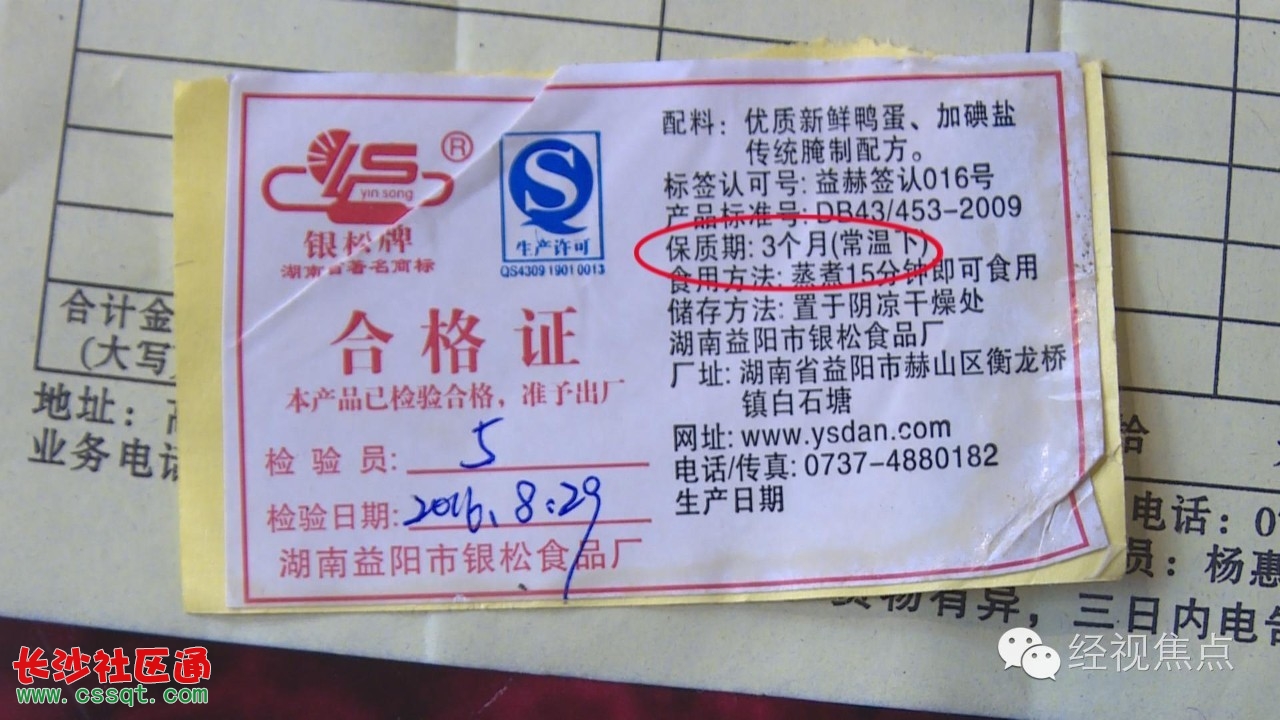 合计金
(大写)
地址：
业务电话
YLS
yin song
®
银松牌
湖南省著名商标
QS
生产许可
QS4309 1901 0013
合格证
本产品已检验合格，准予出厂
检验员: 5
检验日期: 2016.8.29
湖南益阳市银松食品厂
配料：优质新鲜鸭蛋、加碘盐
传统腌制配方。
标签认可号: 益赫签认016号
产品标准号: DB43/453-2009
保质期: 3个月(常温下)
食用方法: 蒸煮15分钟即可食用
储存方法: 置于阴凉干燥处
湖南益阳市银松食品厂
厂址: 湖南省益阳市赫山区衡龙桥
镇白石塘
网址: www.ysdan.com
电话/传真: 0737-4880182
生产日期
拾
电话：0
员：杨惠
货物有异，三日内电告
经视焦点
长沙社区通
www.cssqt.com